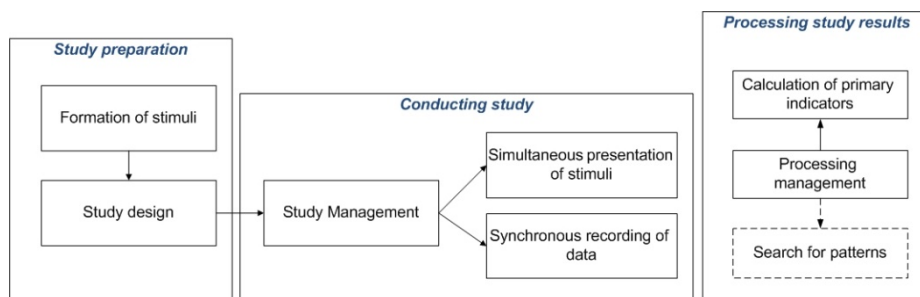 Study preparation
Formation of stimuli
Study design
Conducting study
Study Management
Simultaneous presentation
of stimuli
Synchronous recording of
data
Processing study results
Calculation of primary
indicators
Processing
management
Search for patterns